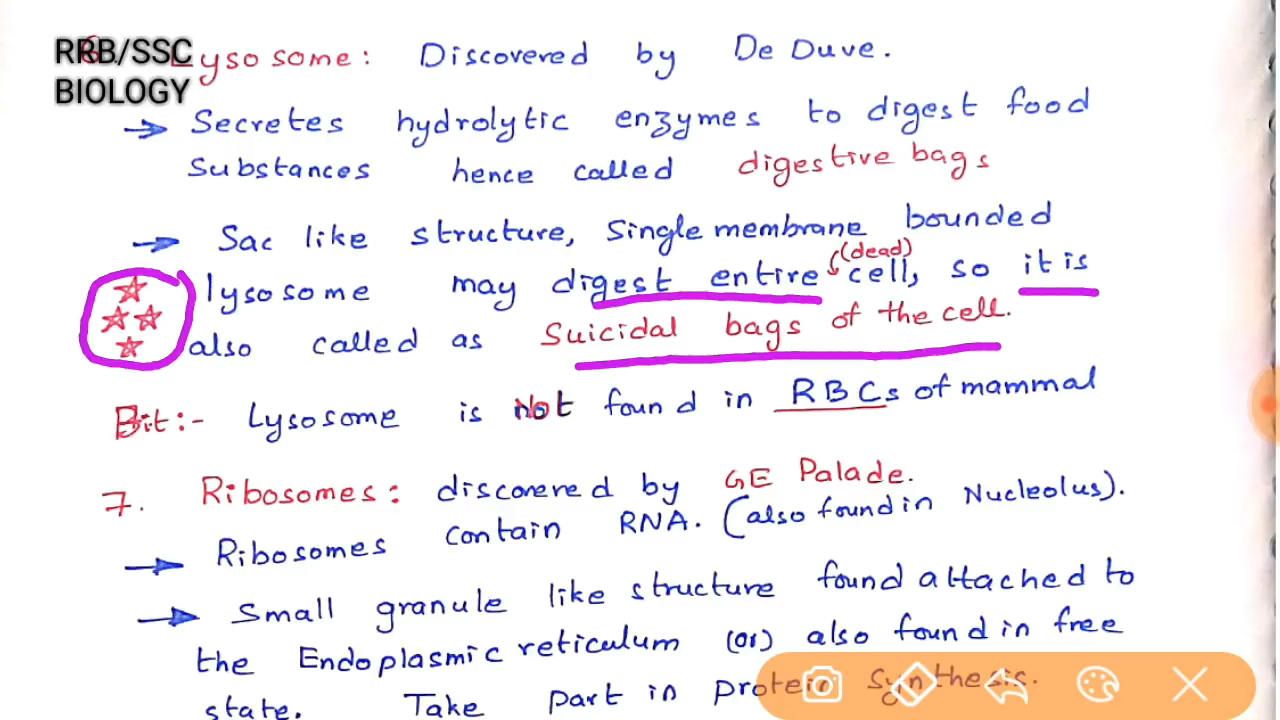 RRB/SSC
BIOLOGY
Lysosome: Discovered by De Duve.
→ Secretes hydrolytic enzymes to digest food
Substances hence called digestive bags
→ Sac like structure, Single membrane bounded
lysosome may digest entire (dead) cell, so it is
also called as Suicidal bags of the cell.
Bit:- Lysosome is Not found in RBCs of mammal
7. Ribosomes: discovered by GE Palade.
→ Ribosomes contain RNA. (also found in Nucleolus).
→ Small granule like structure found attached to
the Endoplasmic reticulum (or) also found in free
state. Take part in protein synthesis.